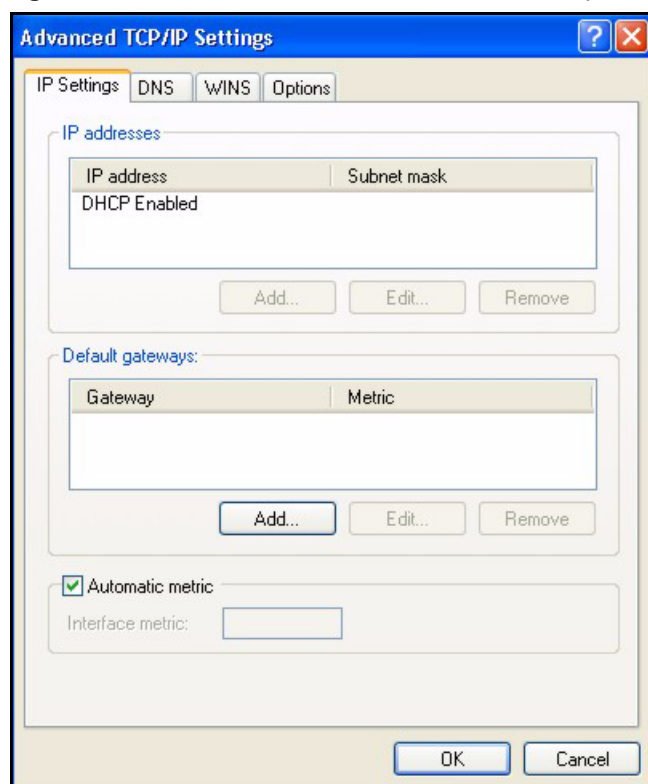 Advanced TCP/IP Settings
IP Settings DNS WINS Options
IP addresses
IP address Subnet mask
DHCP Enabled
Add... Edit... Remove
Default gateways:
Gateway Metric
Add... Edit... Remove
Automatic metric
Interface metric:
OK Cancel